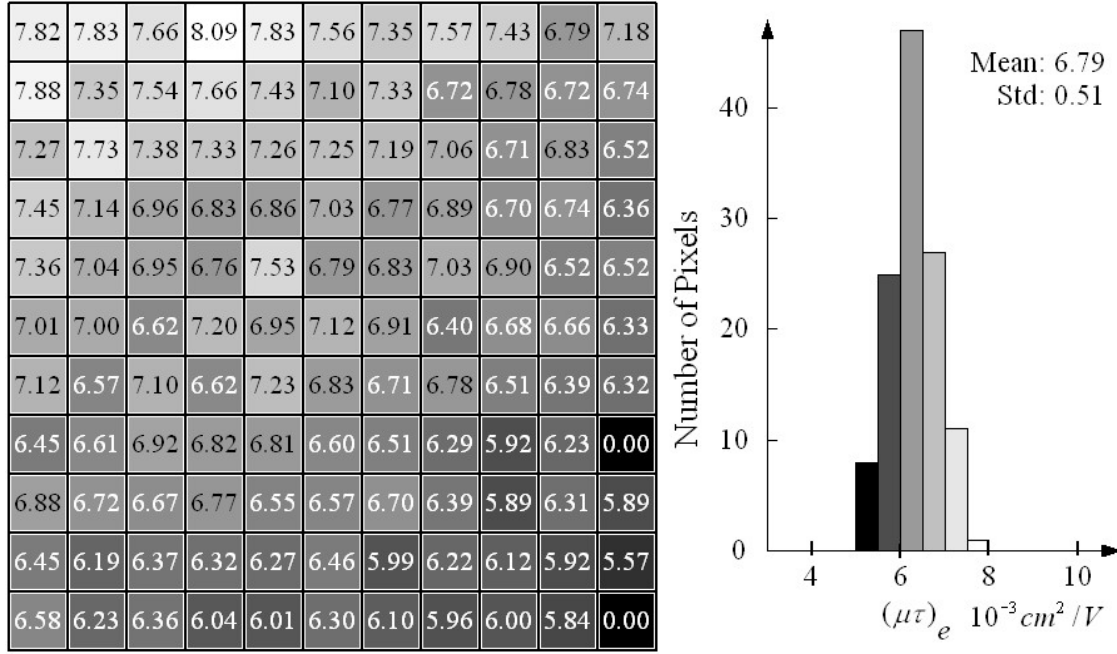 7.82 7.83 7.66 8.09 7.83 7.56 7.35 7.57 7.43 6.79 7.18
7.88 7.35 7.54 7.66 7.43 7.10 7.33 6.72 6.78 6.72 6.74
7.27 7.73 7.38 7.33 7.26 7.25 7.19 7.06 6.71 6.83 6.52
7.45 7.14 6.96 6.83 6.86 7.03 6.77 6.89 6.70 6.74 6.36
7.36 7.04 6.95 6.76 7.53 6.79 6.83 7.03 6.90 6.52 6.52
7.01 7.00 6.62 7.20 6.95 7.12 6.91 6.40 6.68 6.66 6.33
7.12 6.57 7.10 6.62 7.23 6.83 6.71 6.78 6.51 6.39 6.32
6.45 6.61 6.92 6.82 6.81 6.60 6.51 6.29 5.92 6.23 0.00
6.88 6.72 6.67 6.77 6.55 6.57 6.70 6.39 5.89 6.31 5.89
6.45 6.19 6.37 6.32 6.27 6.46 5.99 6.22 6.12 5.92 5.57
6.58 6.23 6.36 6.04 6.01 6.30 6.10 5.96 6.00 5.84 0.00
Mean: 6.79
Std: 0.51
Number of Pixels
40
30
20
10
0
4 6 8 10
(μτ)e 10⁻³ cm²/V